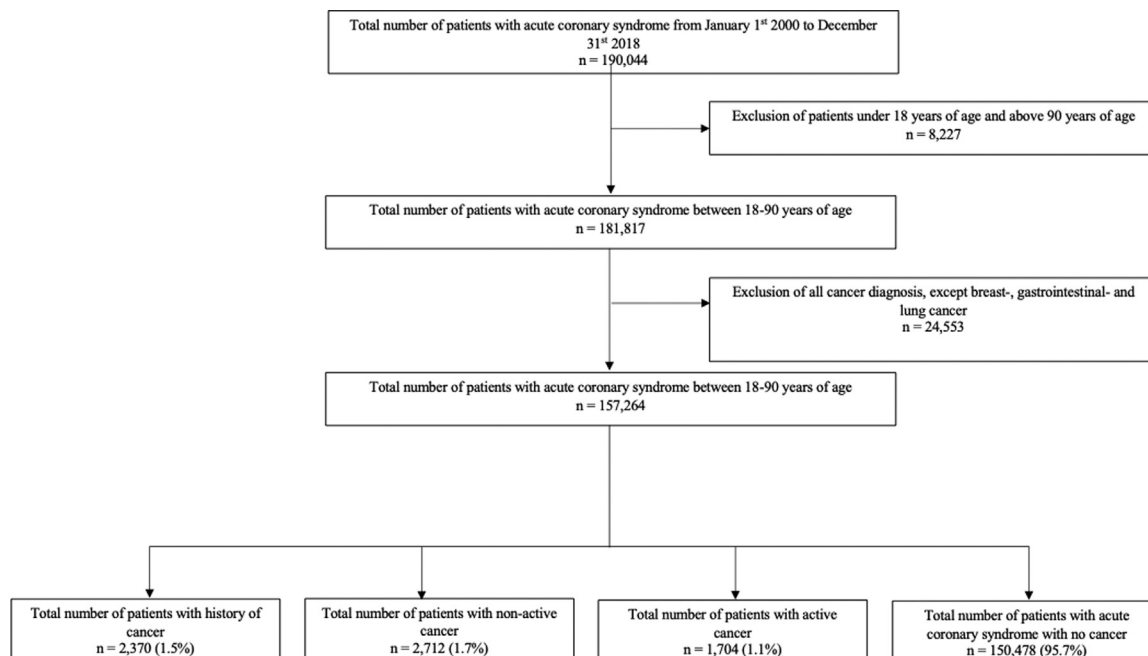 Total number of patients with acute coronary syndrome from January 1st 2000 to December
31st 2018
n = 190,044
Exclusion of patients under 18 years of age and above 90 years of age
n = 8,227
Total number of patients with acute coronary syndrome between 18-90 years of age
n = 181,817
Exclusion of all cancer diagnosis, except breast-, gastrointestinal- and
lung cancer
n = 24,553
Total number of patients with acute coronary syndrome between 18-90 years of age
n = 157,264
Total number of patients with history of
cancer
n = 2,370 (1.5%)
Total number of patients with non-active
cancer
n = 2,712 (1.7%)
Total number of patients with active
cancer
n = 1,704 (1.1%)
Total number of patients with acute
coronary syndrome with no cancer
n = 150,478 (95.7%)